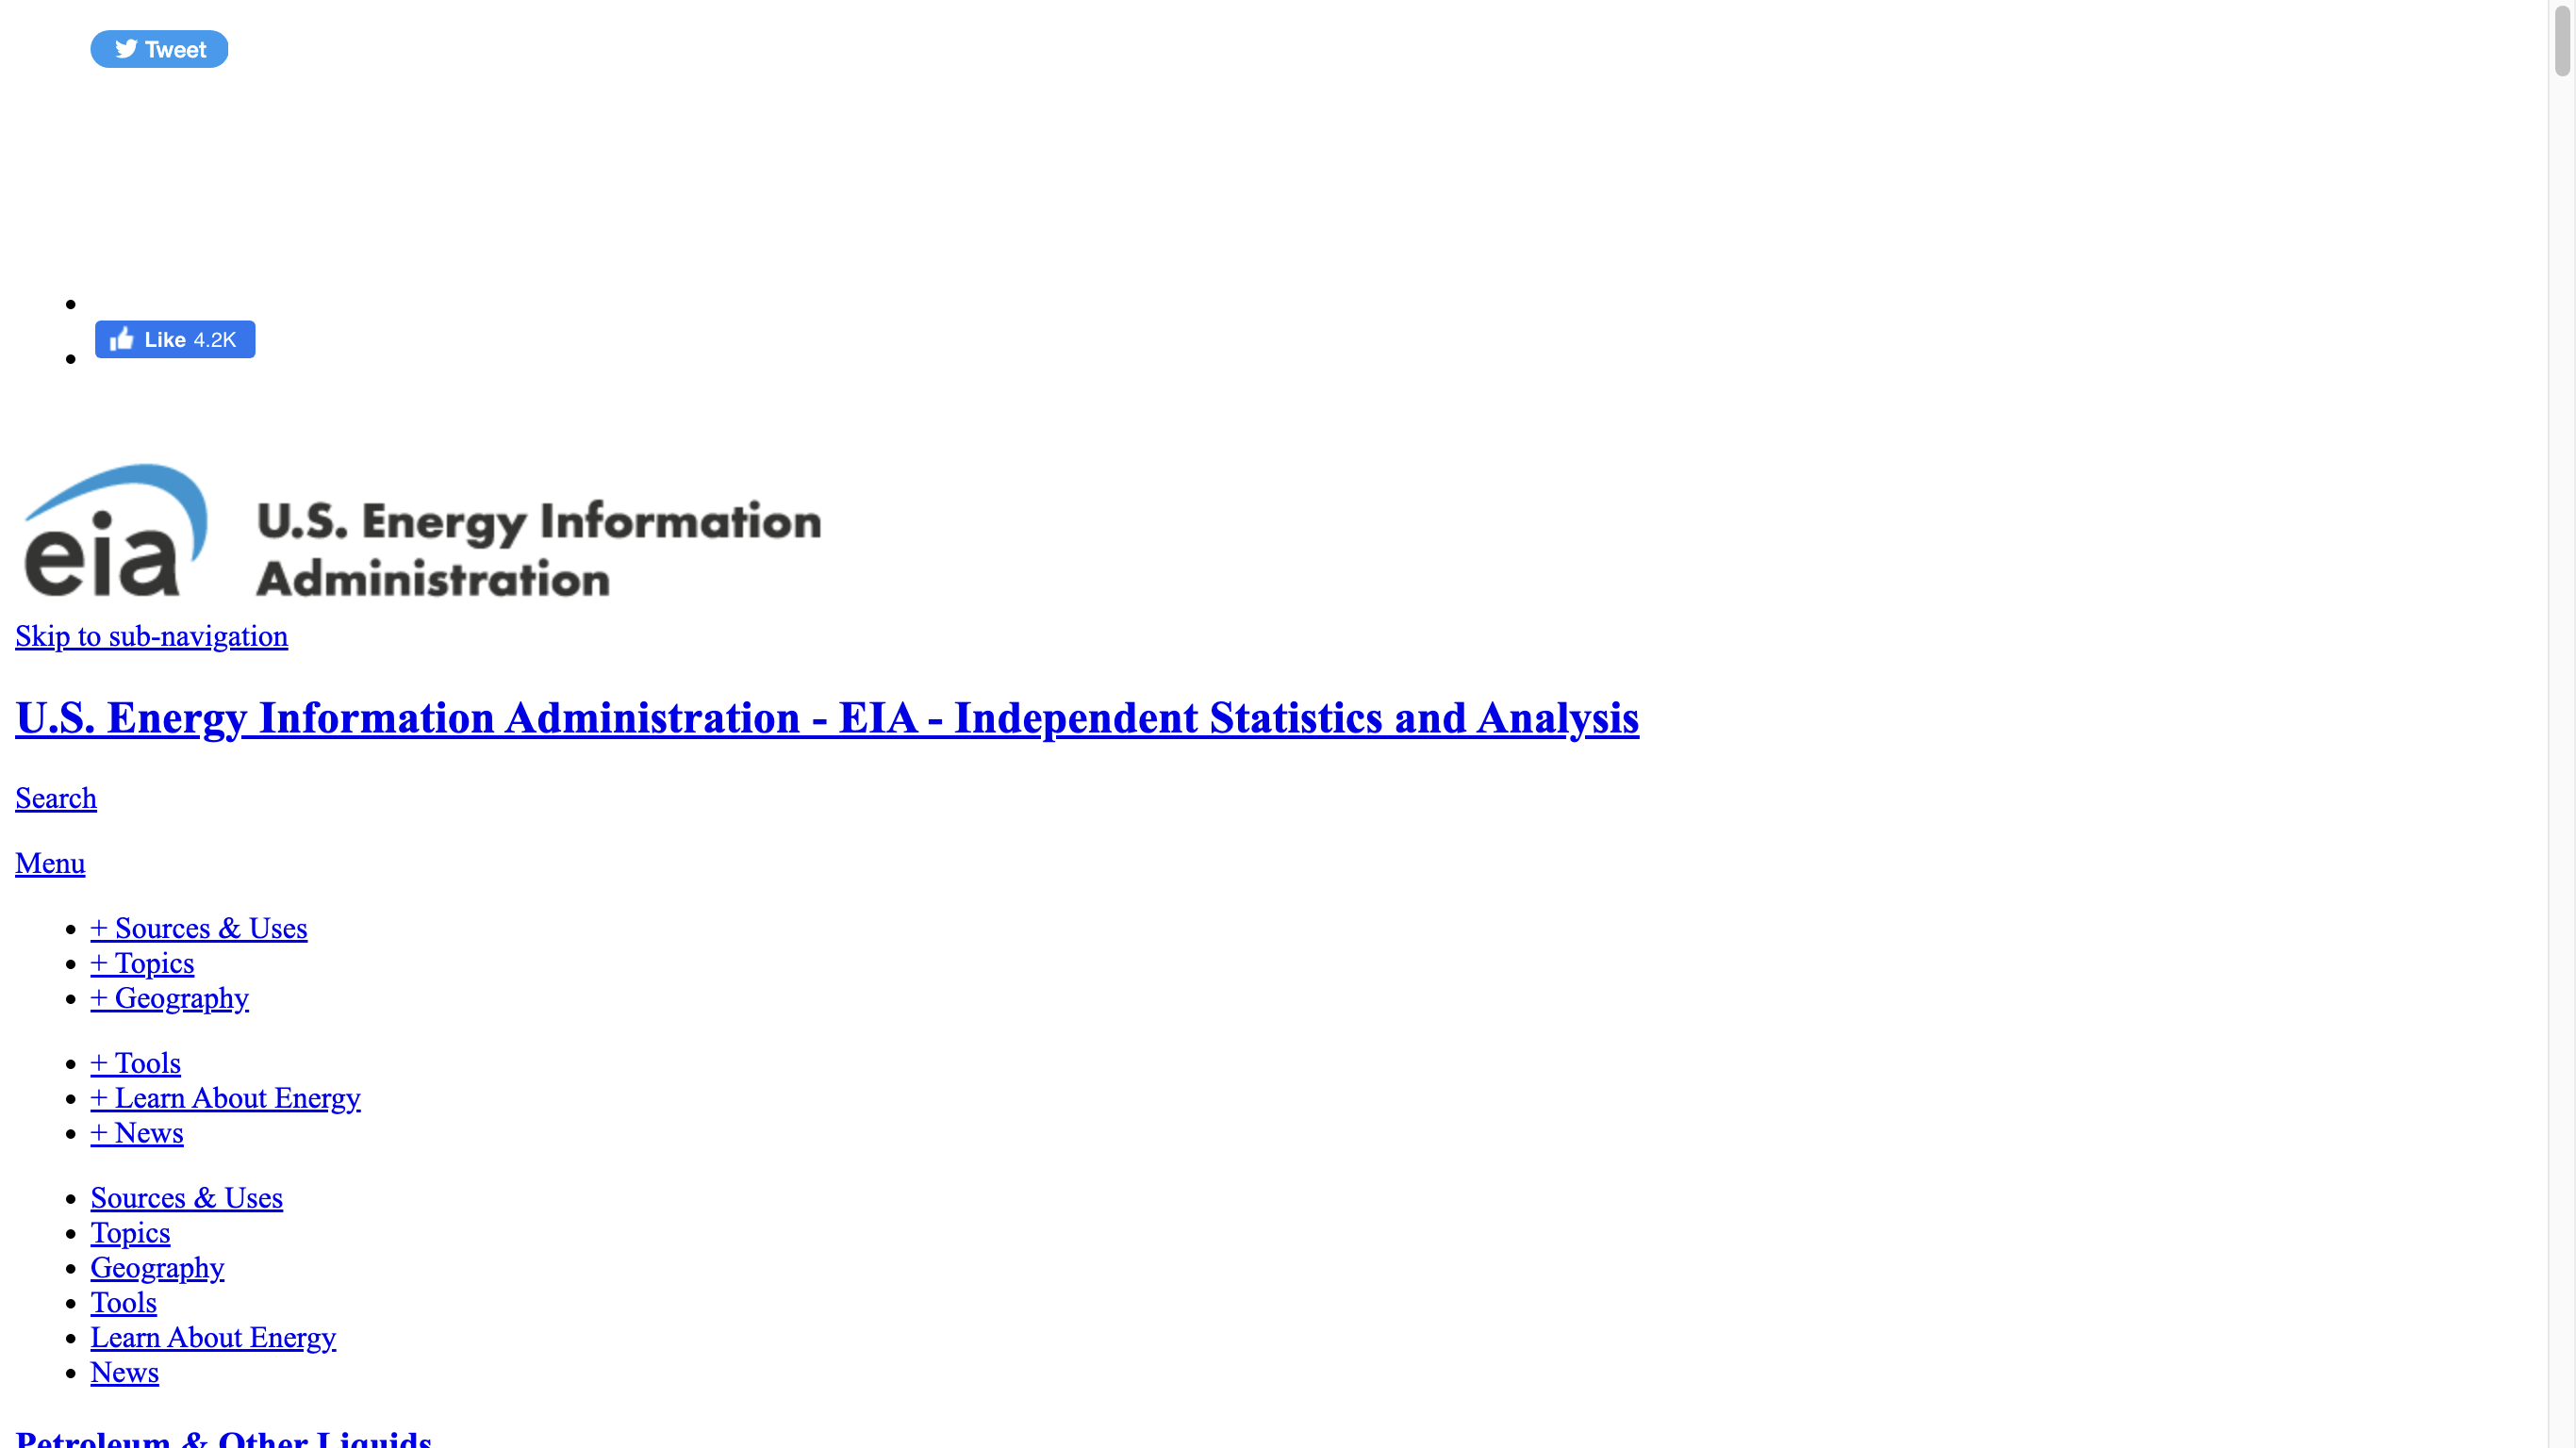 Tweet
Like 4.2K
eia U.S. Energy Information
Administration
Skip to sub-navigation
U.S. Energy Information Administration - EIA - Independent Statistics and Analysis
Search
Menu
+ Sources & Uses
+ Topics
+ Geography
+ Tools
+ Learn About Energy
+ News
Sources & Uses
Topics
Geography
Tools
Learn About Energy
News
Petroleum & Other Liquids